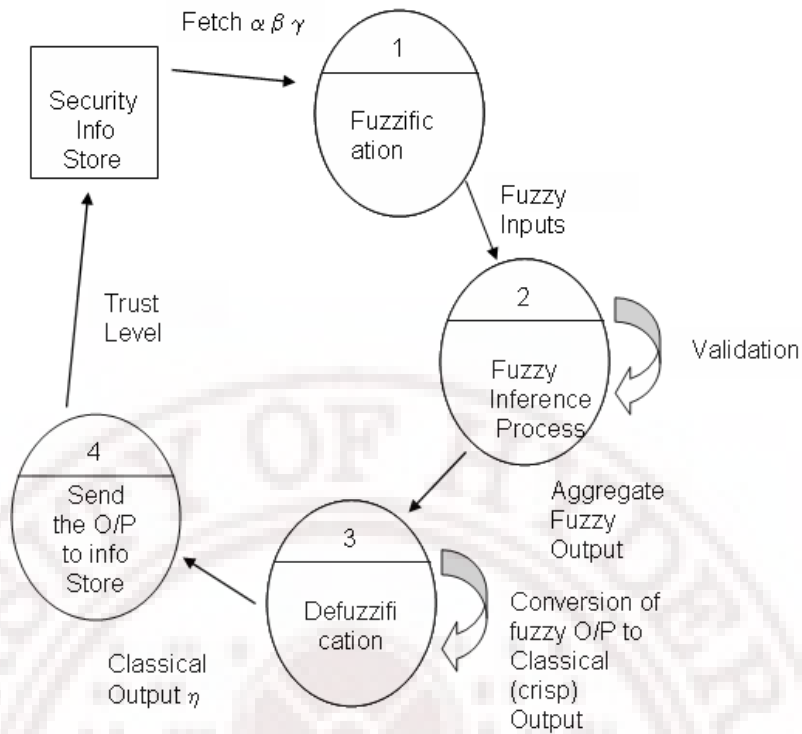 Fetch α β γ
Security
Info
Store
1
Fuzzific
ation
Fuzzy
Inputs
2
Fuzzy
Inference
Process
Validation
Trust
Level
4
Send
the O/P
to info
Store
Aggregate
Fuzzy
Output
3
Defuzzifi
cation
Conversion of
fuzzy O/P to
Classical
(crisp)
Output
Classical
Output η